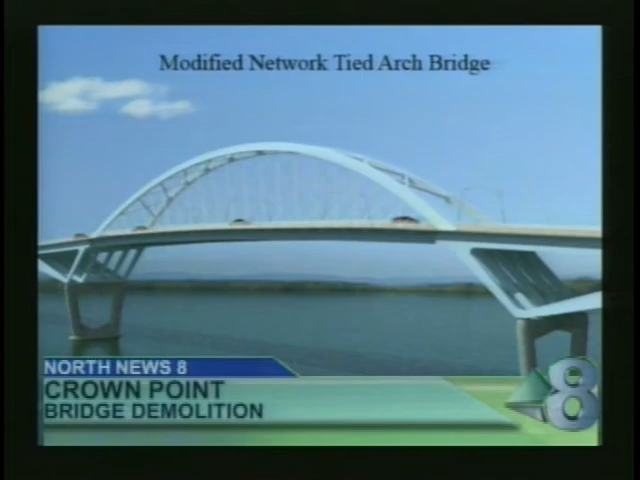 Modified Network Tied Arch Bridge
NORTH NEWS 8
CROWN POINT
BRIDGE DEMOLITION
8